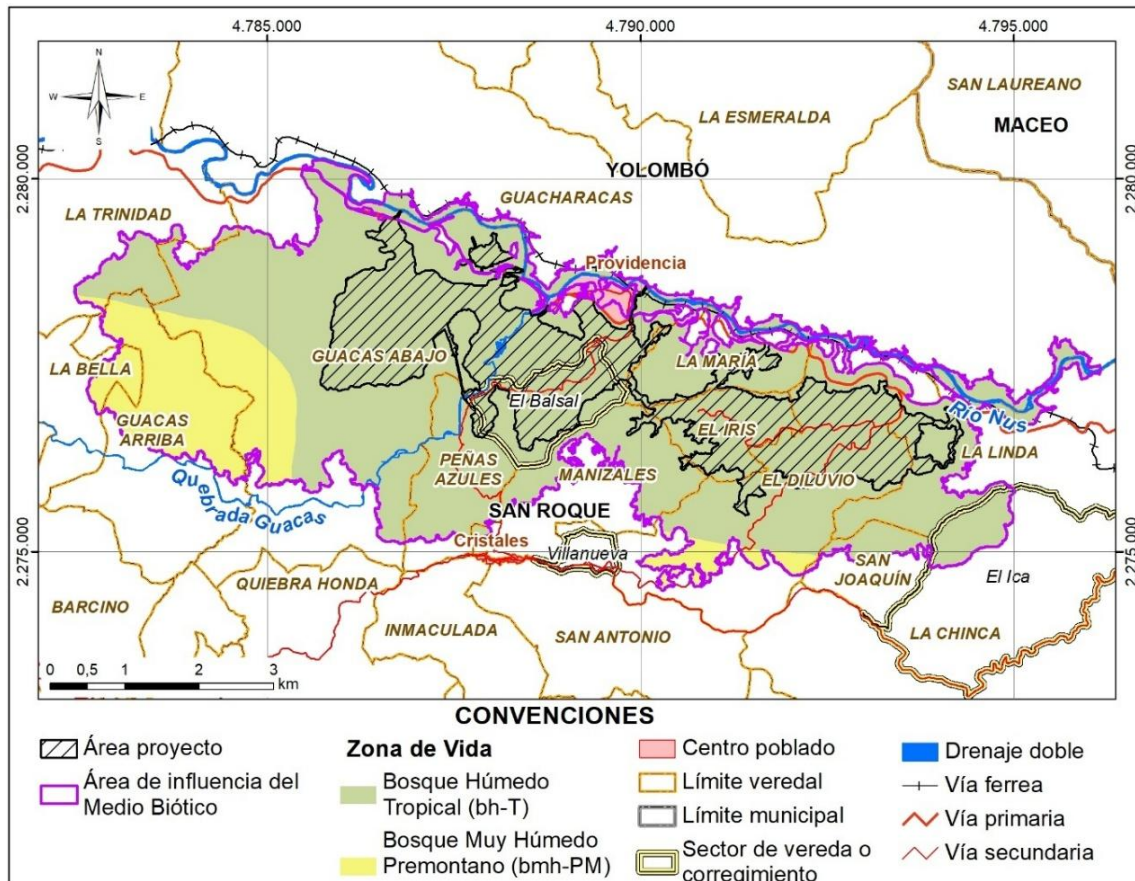 4.785.000
4.790.000
4.795.000
N
W
E
S
SAN LAUREANO
LA ESMERALDA
MACEO
YOLOMBÓ
2.280.000
2.280.000
GUACHARACAS
LA TRINIDAD
Providencia
GUACAS ABAJO
LA MARÍA
LA BELLA
El Balsal
Río Nus
GUACAS
ARRIBA
EL IRIS
LA LINDA
PEÑAS
AZULES
MANIZALES
EL DILUVIO
Quebrada Guacas
SAN ROQUE
2.275.000
2.275.000
Cristales
Villanueva
SAN
JOAQUÍN
El Ica
QUIEBRA HONDA
BARCINO
INMACULADA
SAN ANTONIO
LA CHINCA
0 0,5 1 2 3
km
CONVENCIONES
Área proyecto
Área de influencia del
Medio Biótico
Zona de Vida
Bosque Húmedo
Tropical (bh-T)
Bosque Muy Húmedo
Premontano (bmh-PM)
Centro poblado
Límite veredal
Límite municipal
Sector de vereda o
corregimiento
Drenaje doble
Vía ferrea
Vía primaria
Vía secundaria